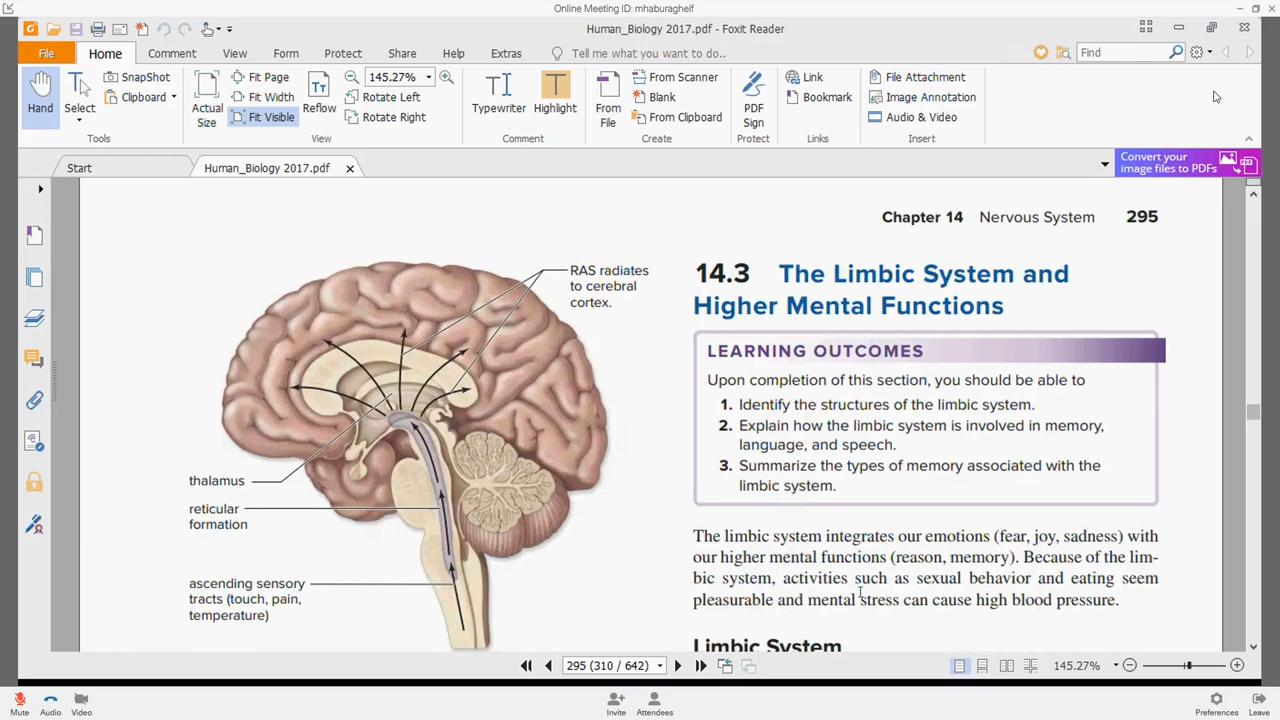 Online Meeting ID: mhaburagheif
Human_Biology 2017.pdf - Foxit Reader
File
Home
Comment
View
Form
Protect
Share
Help
Extras
Tell me what you want to do..
Find
Hand
Select
SnapShot
Clipboard
Tools
Actual
Size
Fit Page
Fit Width
Fit Visible
Reflow
145.27%
Rotate Left
Rotate Right
View
Typewriter
Highlight
Comment
From
File
From Scanner
Blank
From Clipboard
Create
PDF
Sign
Protect
Link
Bookmark
Links
File Attachment
Image Annotation
Audio & Video
Insert
Start
Human_Biology 2017.pdf
Convert your
image files to PDFs
Chapter 14 Nervous System 295
RAS radiates
to cerebral
cortex.
thalamus
reticular
formation
ascending sensory
tracts (touch, pain,
temperature)
14.3 The Limbic System and
Higher Mental Functions
LEARNING OUTCOMES
Upon completion of this section, you should be able to
1. Identify the structures of the limbic system.
2. Explain how the limbic system is involved in memory,
language, and speech.
3. Summarize the types of memory associated with the
limbic system.
The limbic system integrates our emotions (fear, joy, sadness) with
our higher mental functions (reason, memory). Because of the lim-
bic system, activities such as sexual behavior and eating seem
pleasurable and mental stress can cause high blood pressure.
Limbic System
295 (310 / 642)
145.27%
Mute
Audio
Video
Invite
Attendees
Preferences
Leave